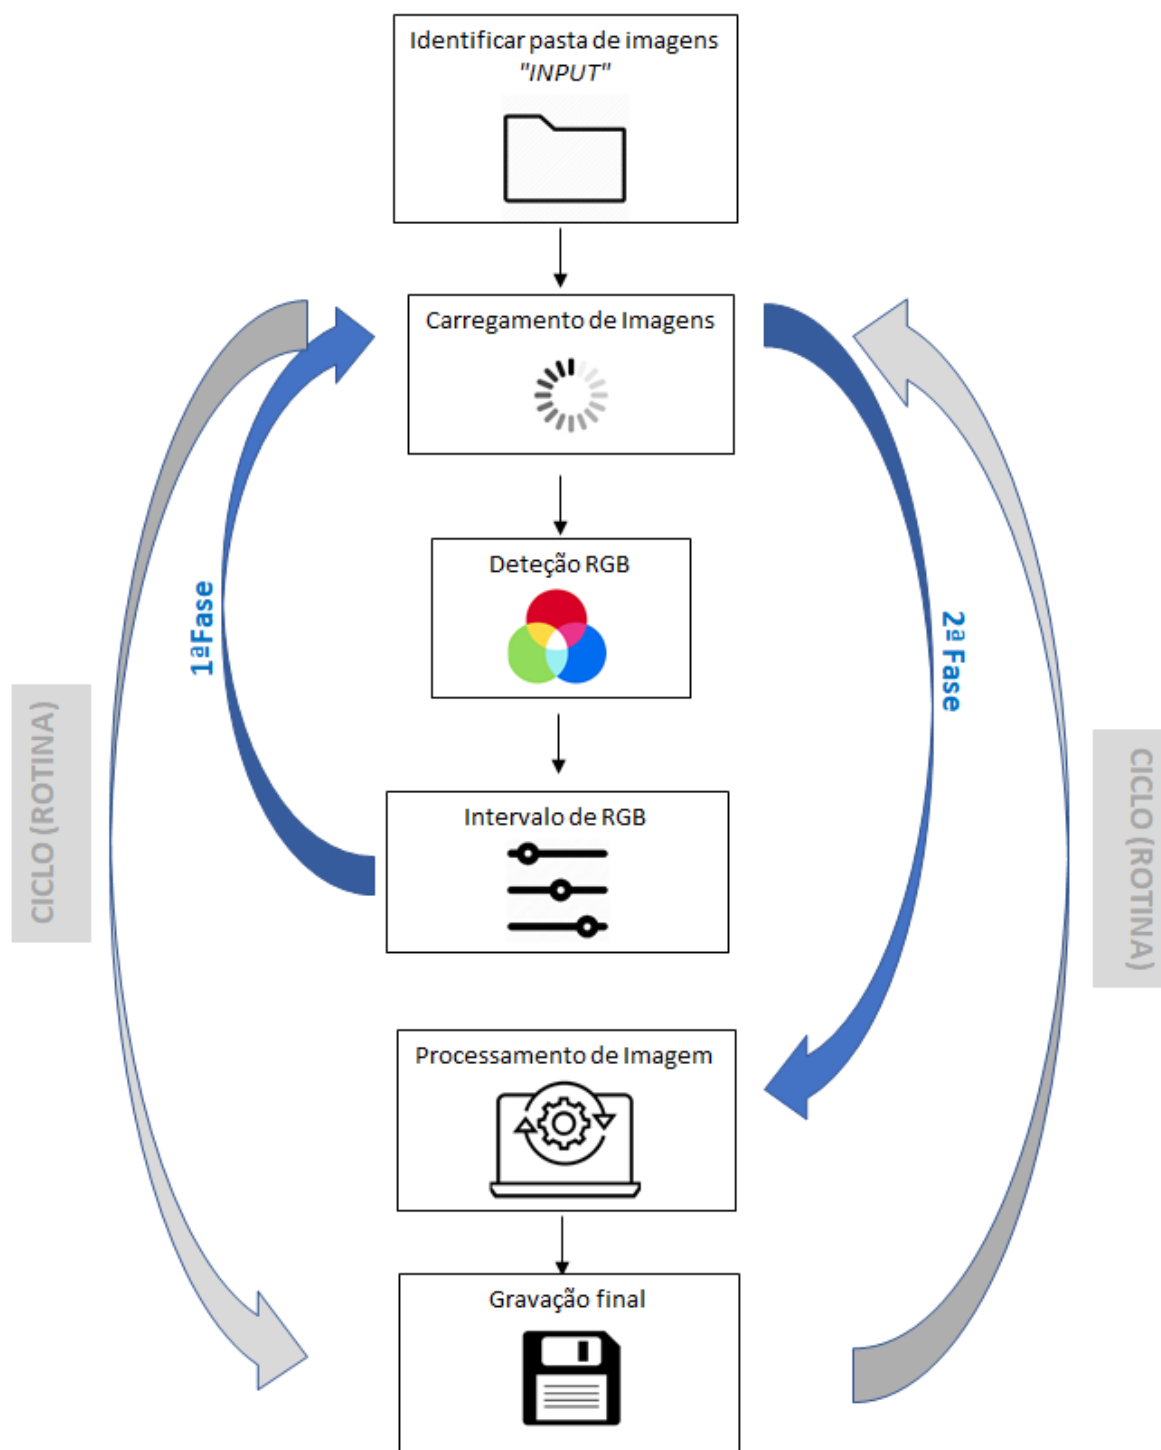 Identificar pasta de imagens
"INPUT"
Carregamento de Imagens
Deteção RGB
1ªFase
2ª Fase
CICLO (ROTINA)
CICLO (ROTINA)
Intervalo de RGB
Processamento de Imagem
Gravação final